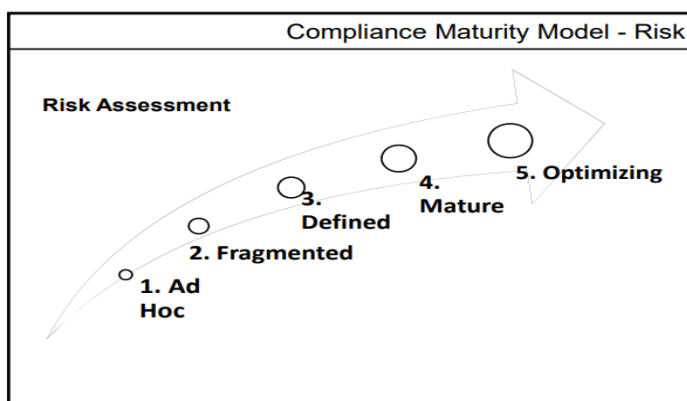 Compliance Maturity Model - Risk
Risk Assessment
5. Optimizing
4.
Mature
3.
Defined
2. Fragmented
1. Ad
Hoc